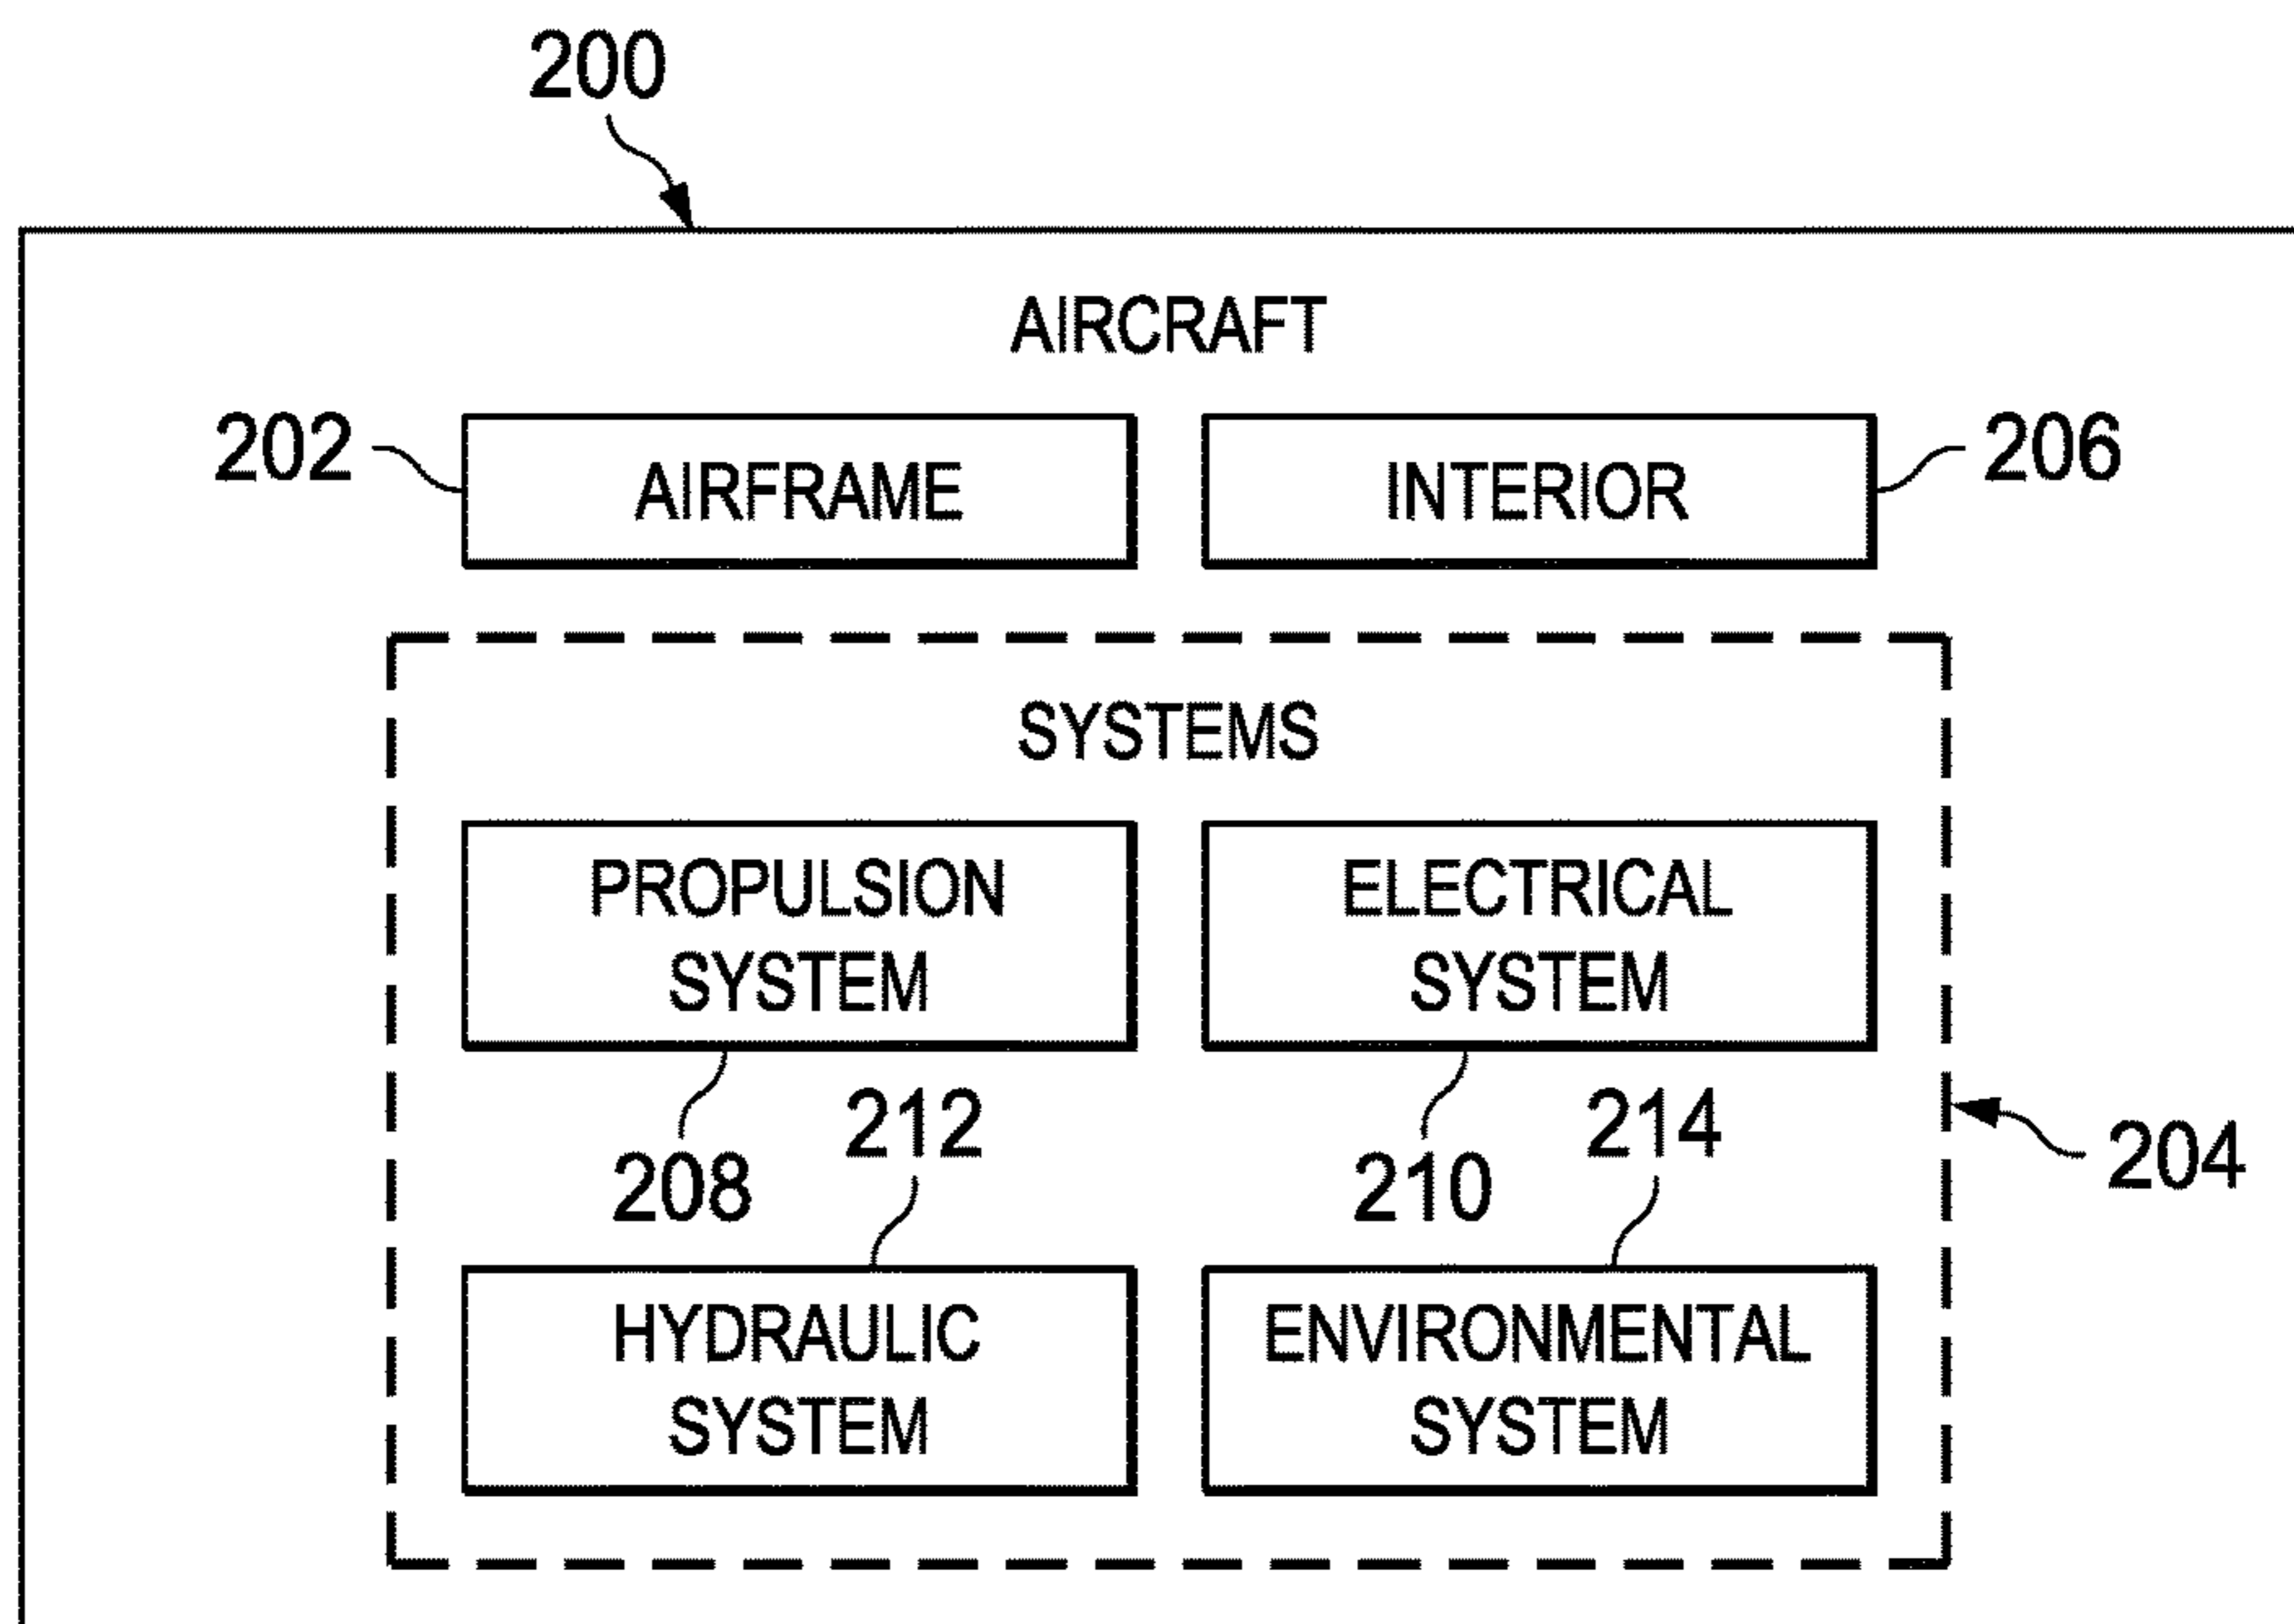 200
AIRCRAFT
202
AIRFRAME
INTERIOR
206
SYSTEMS
PROPULSION
SYSTEM
ELECTRICAL
SYSTEM
208
212
210
214
204
HYDRAULIC
SYSTEM
ENVIRONMENTAL
SYSTEM